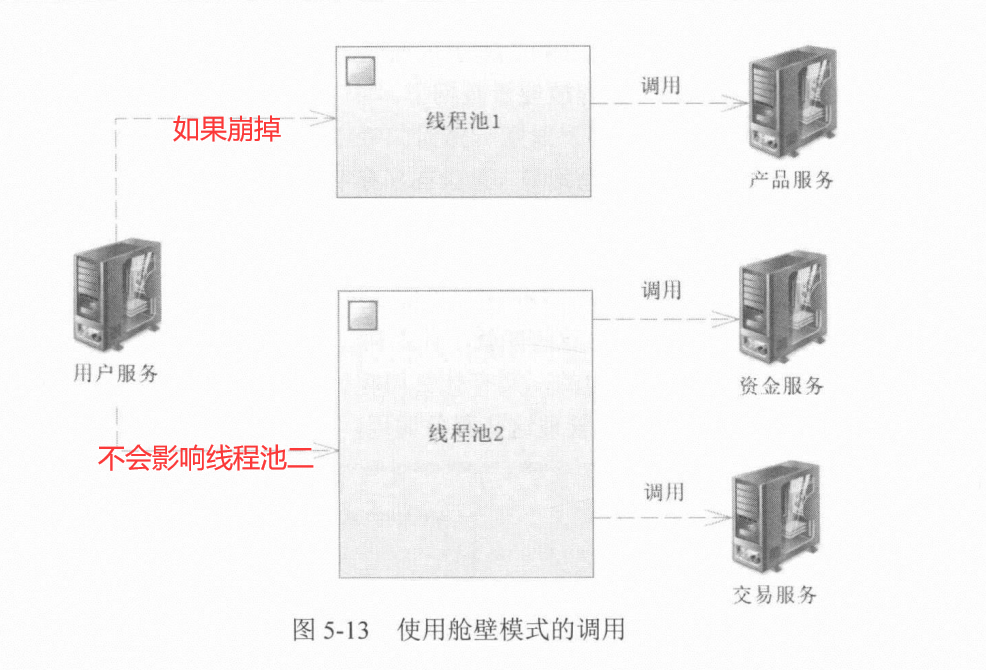 线程池1
调用
产品服务
如果崩掉
用户服务
不会影响线程池二
线程池2
调用
资金服务
调用
交易服务
图 5-13 使用舱壁模式的调用